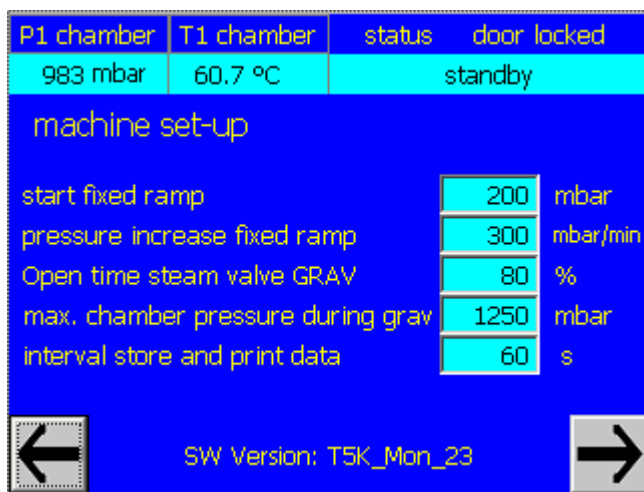 P1 chamber T1 chamber status door locked
983 mbar 60.7 ºC standby
machine set-up
start fixed ramp 200 mbar
pressure increase fixed ramp 300 mbar/min
Open time steam valve GRAV 80 %
max. chamber pressure during grav 1250 mbar
interval store and print data 60 s
SW Version: T5K_Mon_23